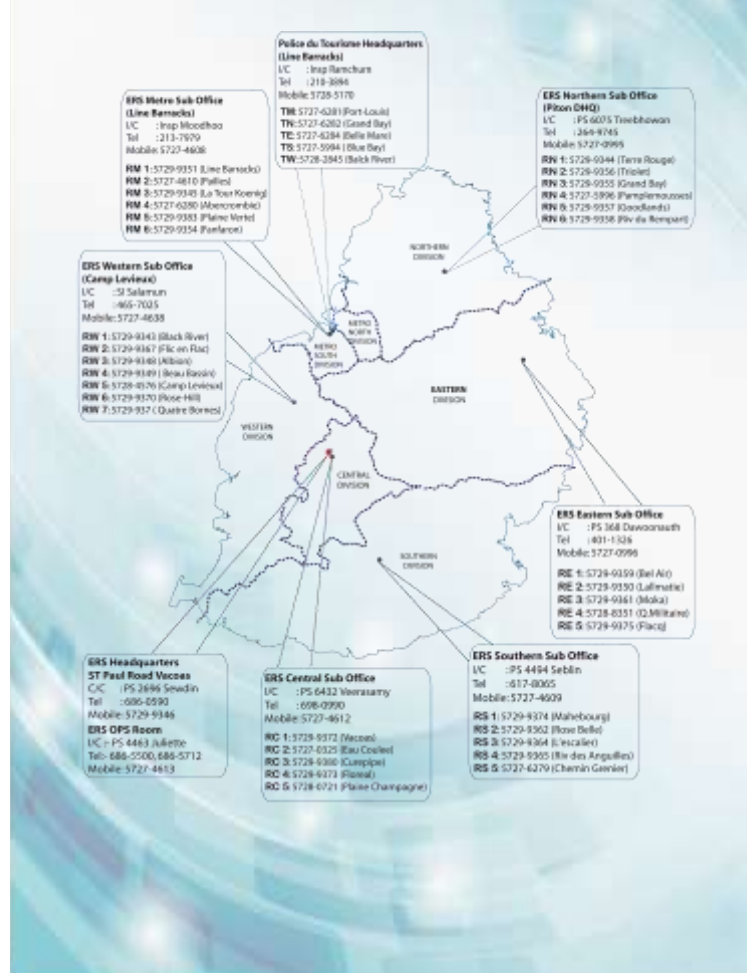 Police du Tourisme Headquarters
(Line Barracks)
I/C : Insp Ramchurn
Tel : 210-3894
Mobile: 5728-5170
TM: 5727-6281 (Port-Louis)
TN: 5727-6282 (Grand Bay)
TE: 5727-6284 (Belle Mare)
TS: 5727-5994 ( Blue Bay)
TW: 5728-2845 (Balck River)
ERS Metro Sub Office
(Line Barracks)
I/C : Insp Moodhoo
Tel : 213-7979
Mobile: 5727-4608
RM 1: 5729-9351 (Line Barracks)
RM 2: 5727-4610 (Pailles)
RM 3: 5729-9345 (La Tour Koenig)
RM 4: 5727-6280 (Abercrombie)
RM 5: 5729-9383 (Plaine Verte)
RM 6: 5729-9354 (Fanfaron)
ERS Northern Sub Office
(Piton DHQ)
I/C : PS 6075 Treebhowan
Tel : 264-9745
Mobile: 5727-0995
RN 1: 5729-9344 (Terre Rouge)
RN 2: 5729-9356 (Triolet)
RN 3: 5729-9355 (Grand Bay)
RN 4: 5727-5996 (Pamplemousses)
RN 5: 5729-9357 (Goodlands)
RN 6: 5729-9358 (Riv du Rempart)
ERS Western Sub Office
(Camp Levieux)
I/C : SI Salamun
Tel : 465-7025
Mobile: 5727-4638
RW 1: 5729-9343 (Black River)
RW 2: 5729-9367 (Flic en Flac)
RW 3: 5729-9348 (Albion)
RW 4: 5729-9349 ( Beau Bassin)
RW 5: 5728-4576 (Camp Levieux)
RW 6: 5729-9370 (Rose-Hill)
RW 7: 5729-937 ( Quatre Bornes)
NORTHERN
DIVISION
METRO
NORTH
DIVISION
METRO
SOUTH
DIVISION
EASTERN
DIVISION
WESTERN
DIVISION
CENTRAL
DIVISION
SOUTHERN
DIVISION
ERS Eastern Sub Office
I/C : PS 368 Dawoonauth
Tel : 401-1326
Mobile: 5727-0996
RE 1: 5729-9359 (Bel Air)
RE 2: 5729-9350 (Lallmatie)
RE 3: 5729-9361 (Moka)
RE 4: 5728-8351 (Q.Militaire)
RE 5: 5729-9375 (Flacq)
ERS Headquarters
ST Paul Road Vacoas
C/C : PS 2696 Sewdin
Tel : 686-0590
Mobile: 5729-9346
ERS OPS Room
I/C :- PS 4463 Juliette
Tel:- 686-5500, 686-5712
Mobile: 5727-4613
ERS Central Sub Office
I/C : PS 6432 Veerasamy
Tel : 698-0990
Mobile: 5727-4612
RC 1: 5729-9372 (Vacoas)
RC 2: 5727-0325 (Eau Coulee)
RC 3: 5729-9380 (Curepipe)
RC 4: 5729-9373 (Floreal)
RC 5: 5728-0721 (Plaine Champagne)
ERS Southern Sub Office
I/C : PS 4494 Seblin
Tel : 617-8065
Mobile: 5727-4609
RS 1: 5729-9374 (Mahebourg)
RS 2: 5729-9362 (Rose Belle)
RS 3: 5729-9364 (L'escalier)
RS 4: 5729-9365 (Riv des Anguilles)
RS 5: 5727-6279 (Chemin Grenier)